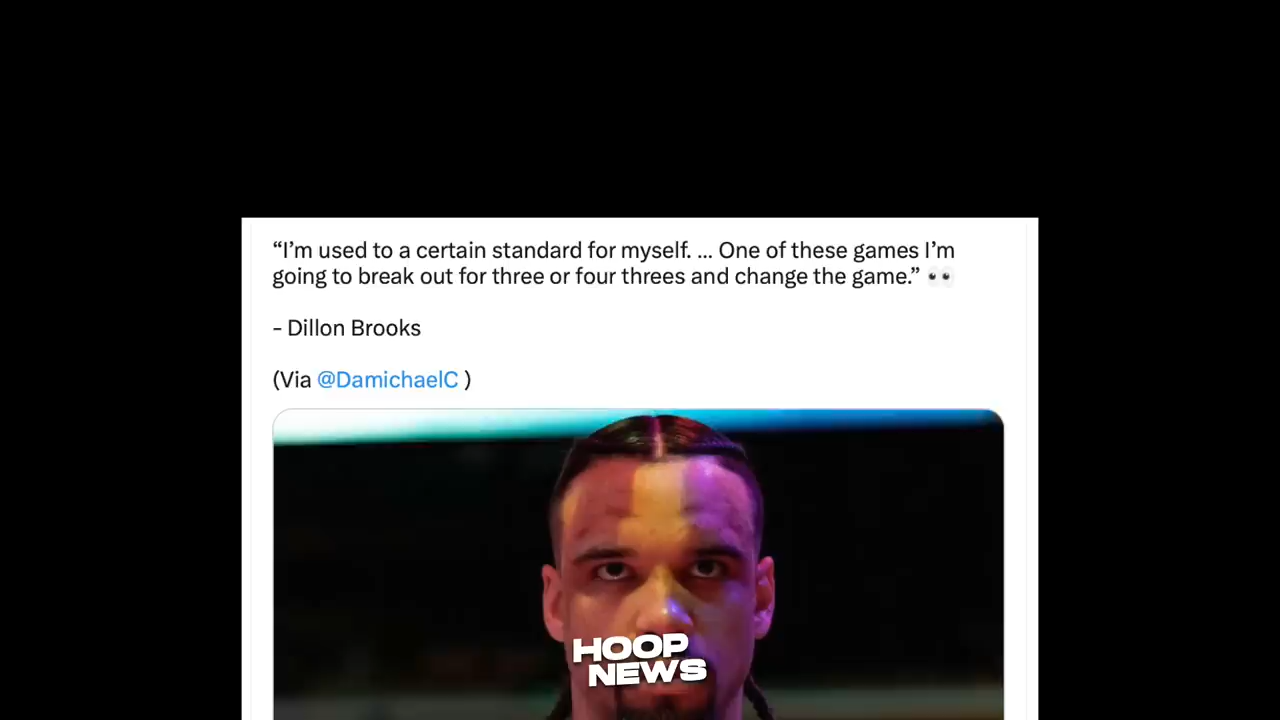 “I’m used to a certain standard for myself. ... One of these games I’m
going to break out for three or four threes and change the game.” 👀
– Dillon Brooks
(Via @DamichaelC )
HOOP
NEWS